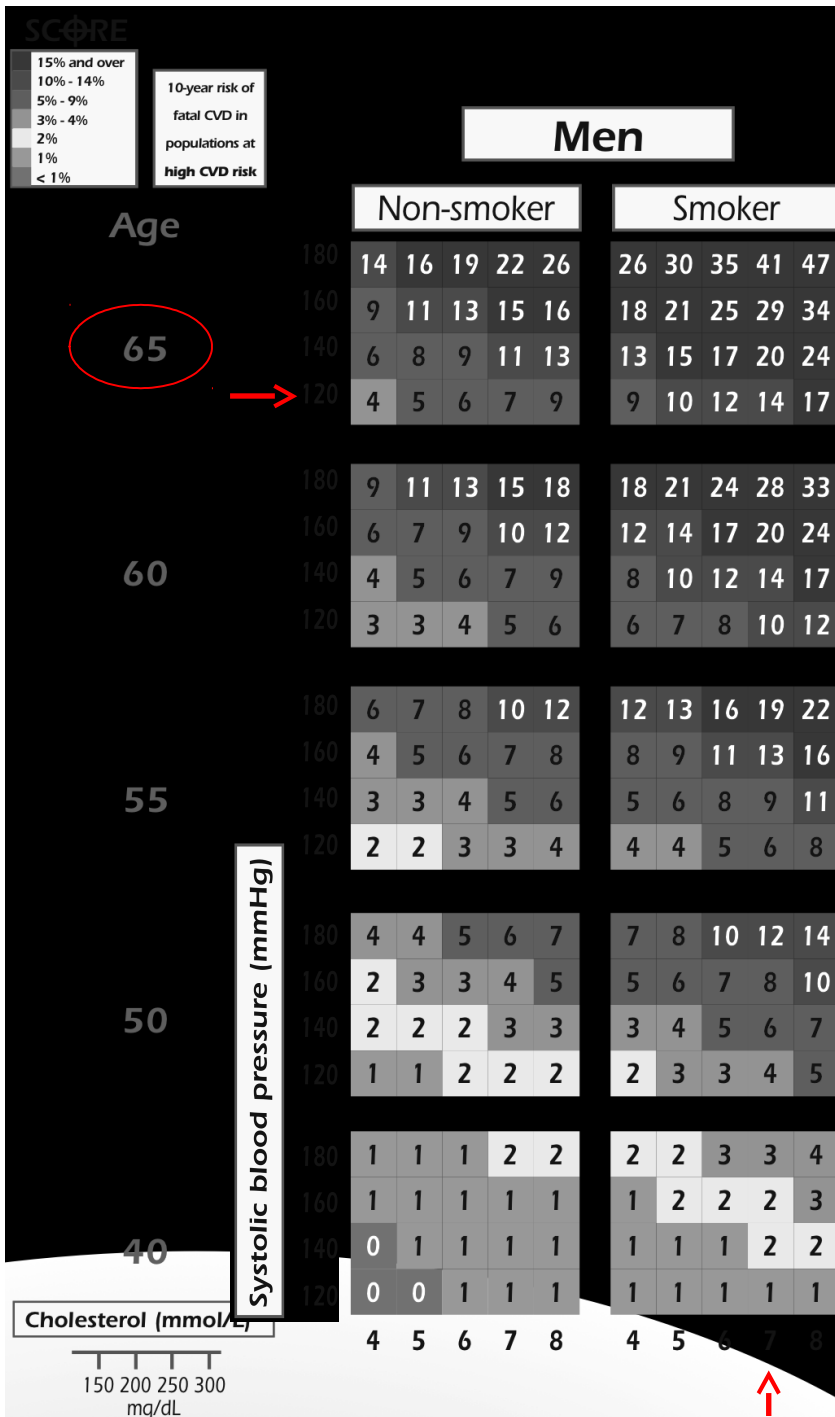 SCORE
15% and over
10% - 14%
5% - 9%
3% - 4%
2%
1%
< 1%
10-year risk of
fatal CVD in
populations at
high CVD risk
Men
Non-smoker Smoker
Age
180 14 16 19 22 26 26 30 35 41 47
160 9 11 13 15 16 18 21 25 29 34
65
140 6 8 9 11 13 13 15 17 20 24
120 4 5 6 7 9 9 10 12 14 17
180 9 11 13 15 18 18 21 24 28 33
160 6 7 9 10 12 12 14 17 20 24
60
140 4 5 6 7 9 8 10 12 14 17
120 3 3 4 5 6 6 7 8 10 12
180 6 7 8 10 12 12 13 16 19 22
160 4 5 6 7 8 8 9 11 13 16
55
140 3 3 4 5 6 5 6 8 9 11
120 2 2 3 3 4 4 4 5 6 8
180 4 4 5 6 7 7 8 10 12 14
160 2 3 3 4 5 5 6 7 8 10
50
140 2 2 2 3 3 3 4 5 6 7
120 1 1 2 2 2 2 3 3 4 5
180 1 1 1 2 2 2 2 3 3 4
160 1 1 1 1 1 1 2 2 2 3
40
140 0 1 1 1 1 1 1 1 2 2
120 0 0 1 1 1 1 1 1 1 1
Systolic blood pressure (mmHg)
Cholesterol (mmol/L)
4 5 6 7 8 4 5 6 7 8
150 200 250 300
mg/dL